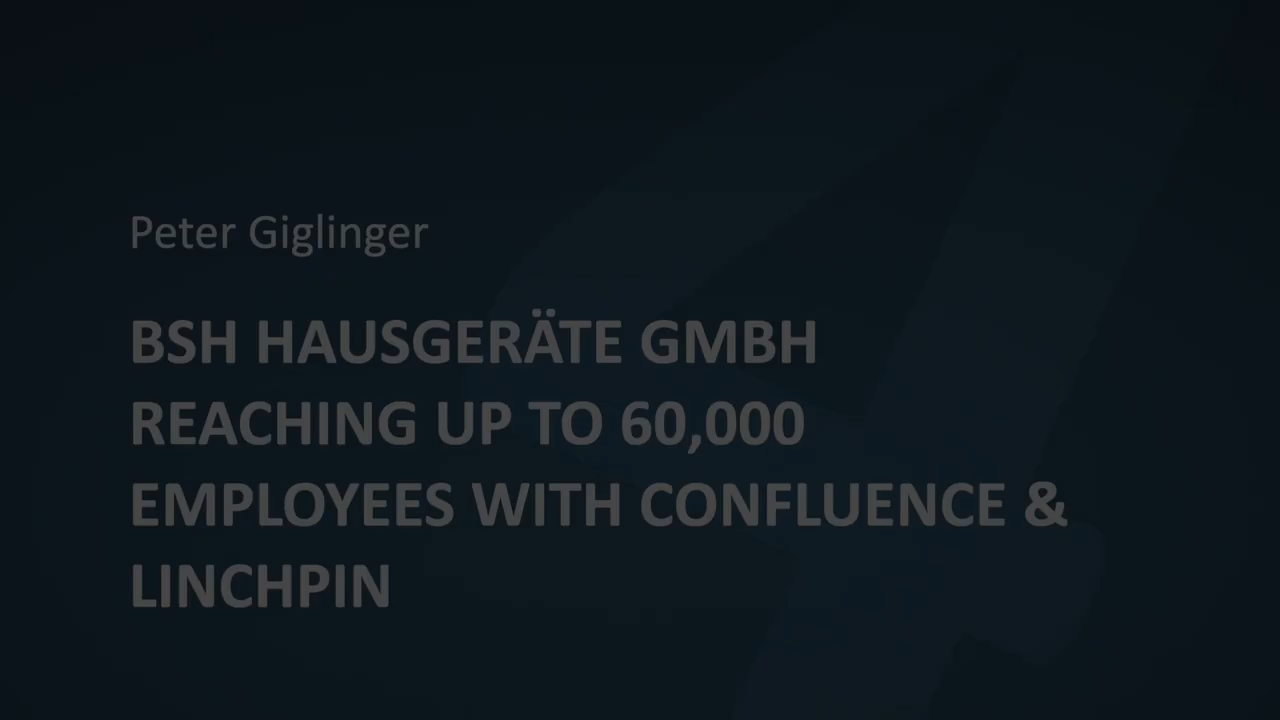 Peter Giglinger
BSH HAUSGERÄTE GMBH
REACHING UP TO 60,000
EMPLOYEES WITH CONFLUENCE &
LINCHPIN